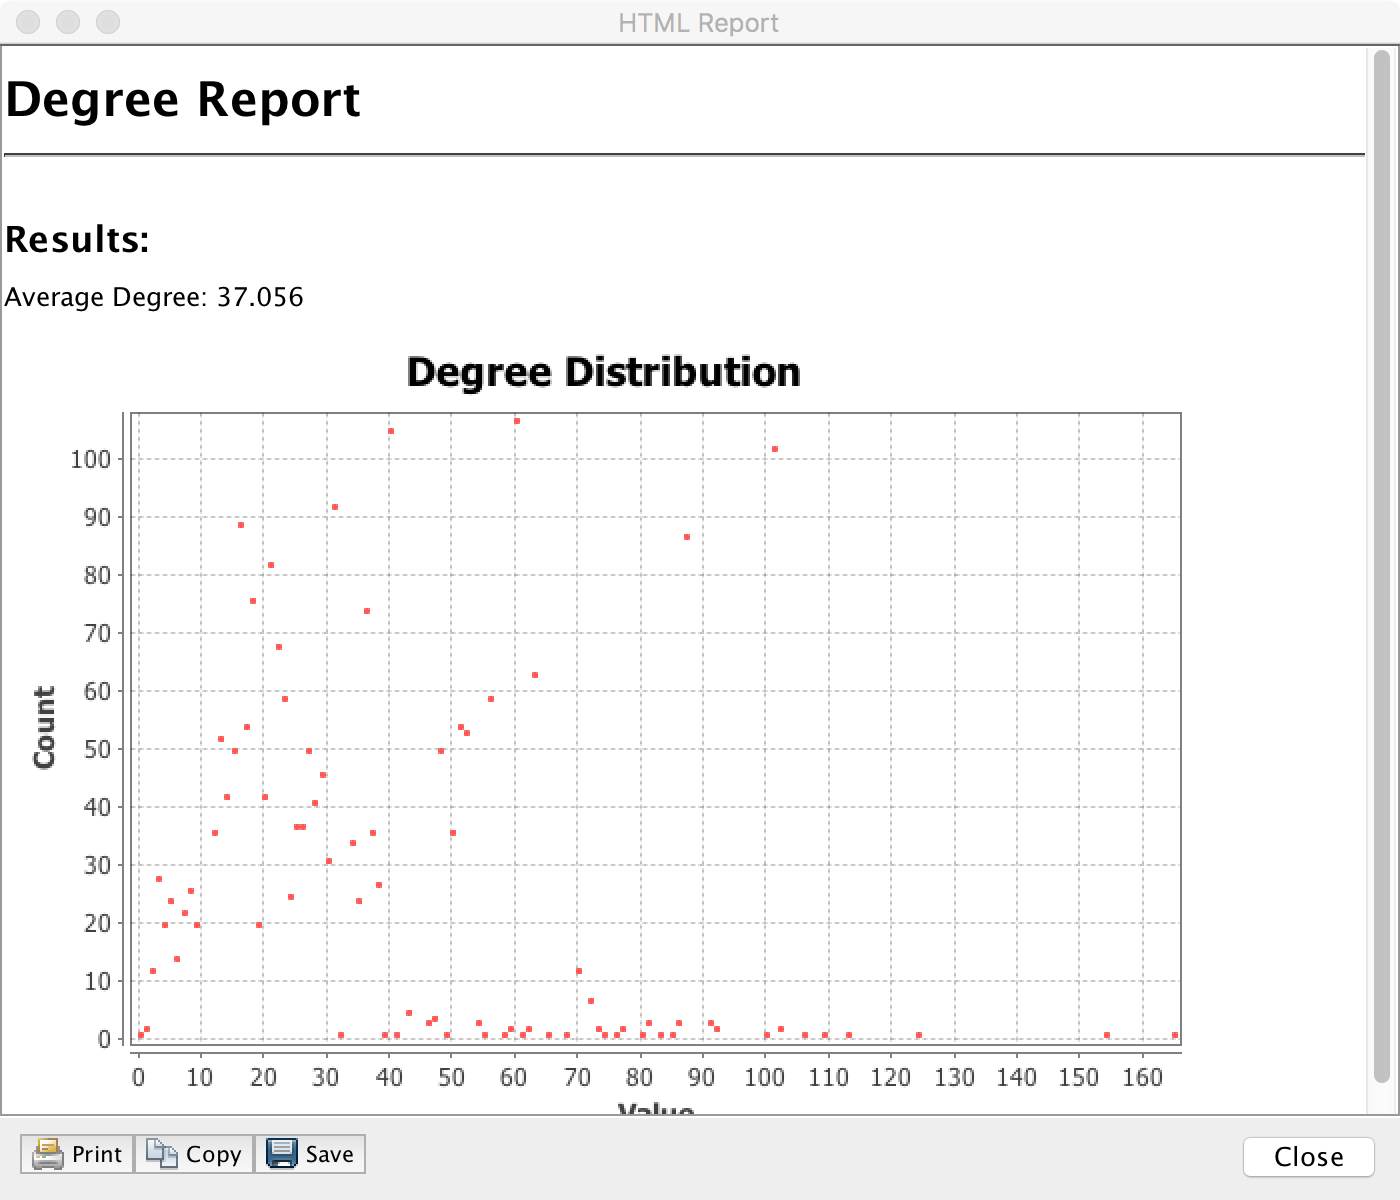 HTML Report
Degree Report
Results:
Average Degree: 37.056
Degree Distribution
Count
100
90
80
70
60
50
40
30
20
10
0
0 10 20 30 40 50 60 70 80 90 100 110 120 130 140 150 160
Value
Print Copy Save Close